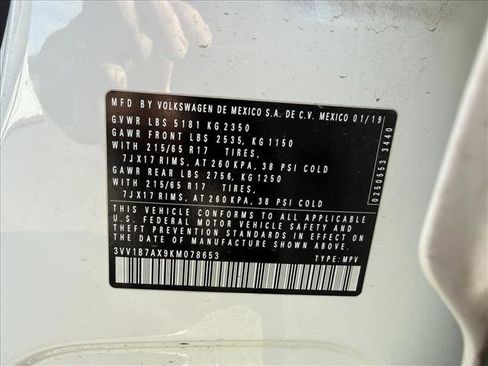 MFD BY VOLKSWAGEN DE MEXICO S.A. DE C.V. MEXICO 01/19
GVWR LBS 5181 KG 2350
GAWR FRONT LBS 2535, KG 1150
WITH 215/65 R17 TIRES,
7JX17 RIMS, AT 260 KPA, 38 PSI COLD
GAWR REAR LBS 2756, KG 1250
WITH 215/65 R17 TIRES,
7JX17 RIMS, AT 260 KPA, 38 PSI COLD
THIS VEHICLE CONFORMS TO ALL APPLICABLE
U.S. FEDERAL MOTOR VEHICLE SAFETY AND
THEFT PREVENTION STANDARDS IN EFFECT ON
THE DATE OF MANUFACTURE SHOWN ABOVE.
3VV1B7AX9KM078653 TYPE: MPV
0250553 3440